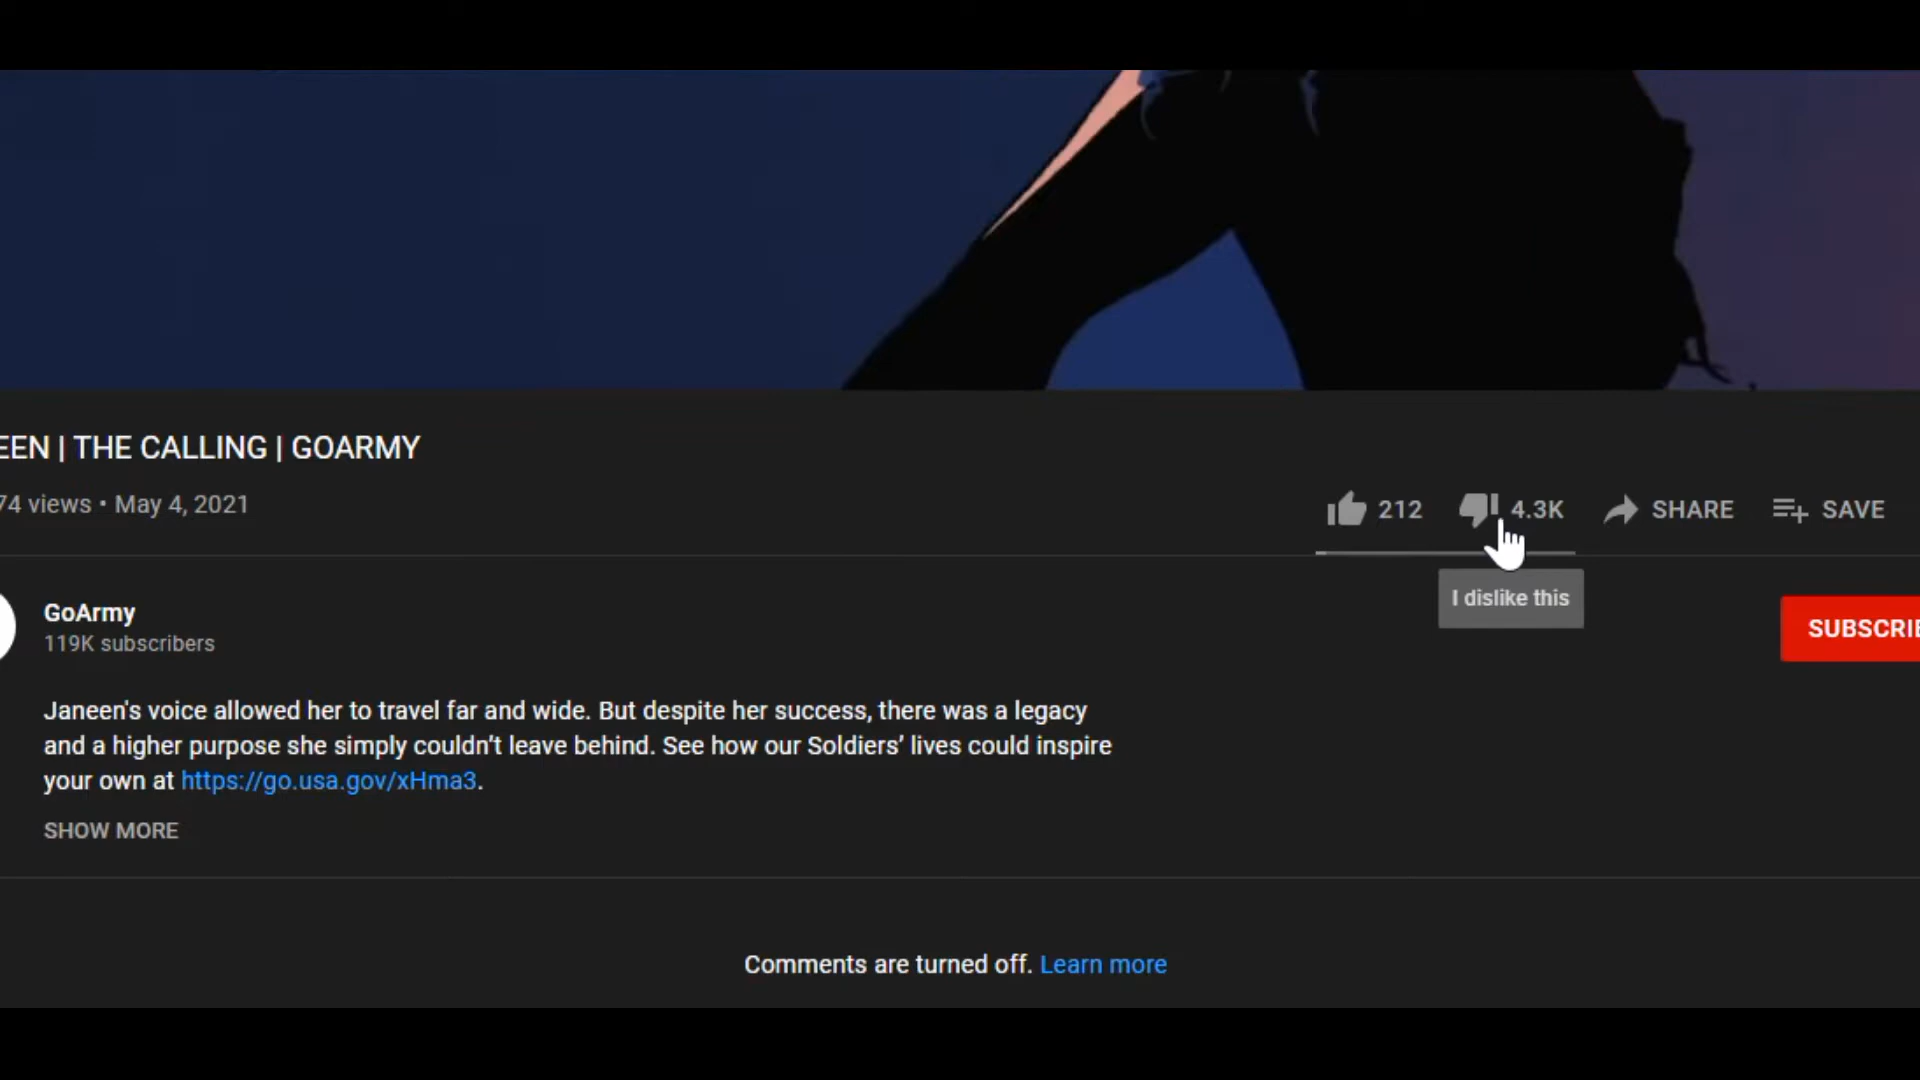 EEN | THE CALLING | GOARMY
74 views • May 4, 2021
212
4.3K
SHARE
SAVE
I dislike this
GoArmy
119K subscribers
SUBSCRIB
Janeen's voice allowed her to travel far and wide. But despite her success, there was a legacy
and a higher purpose she simply couldn’t leave behind. See how our Soldiers’ lives could inspire
your own at https://go.usa.gov/xHma3.
SHOW MORE
Comments are turned off. Learn more